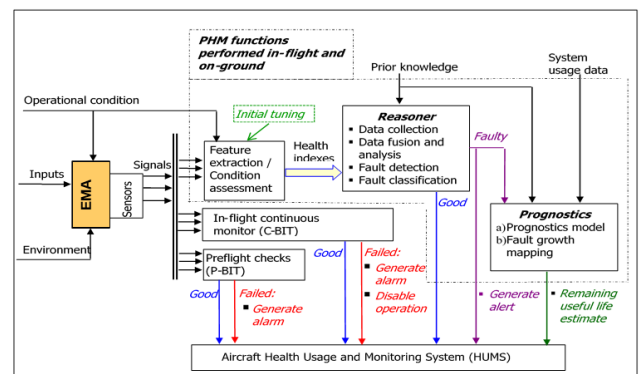 PHM functions
performed in-flight and
on-ground
Prior knowledge
System
usage data
Operational condition
Initial tuning
Inputs
EMA
Sensors
Signals
Environment
Feature
extraction /
Condition
assessment
Health
indexes
Reasoner
▪ Data collection
▪ Data fusion and
analysis
▪ Fault detection
▪ Fault classification
Faulty
Good
Prognostics
a)Prognostics model
b)Fault growth
mapping
In-flight continuous
monitor (C-BIT)
Preflight checks
(P-BIT)
Good
Failed:
▪ Generate
alarm
Good
Failed:
▪ Generate
alarm
▪ Disable
operation
▪ Generate
alert
▪ Remaining
useful life
estimate
Aircraft Health Usage and Monitoring System (HUMS)